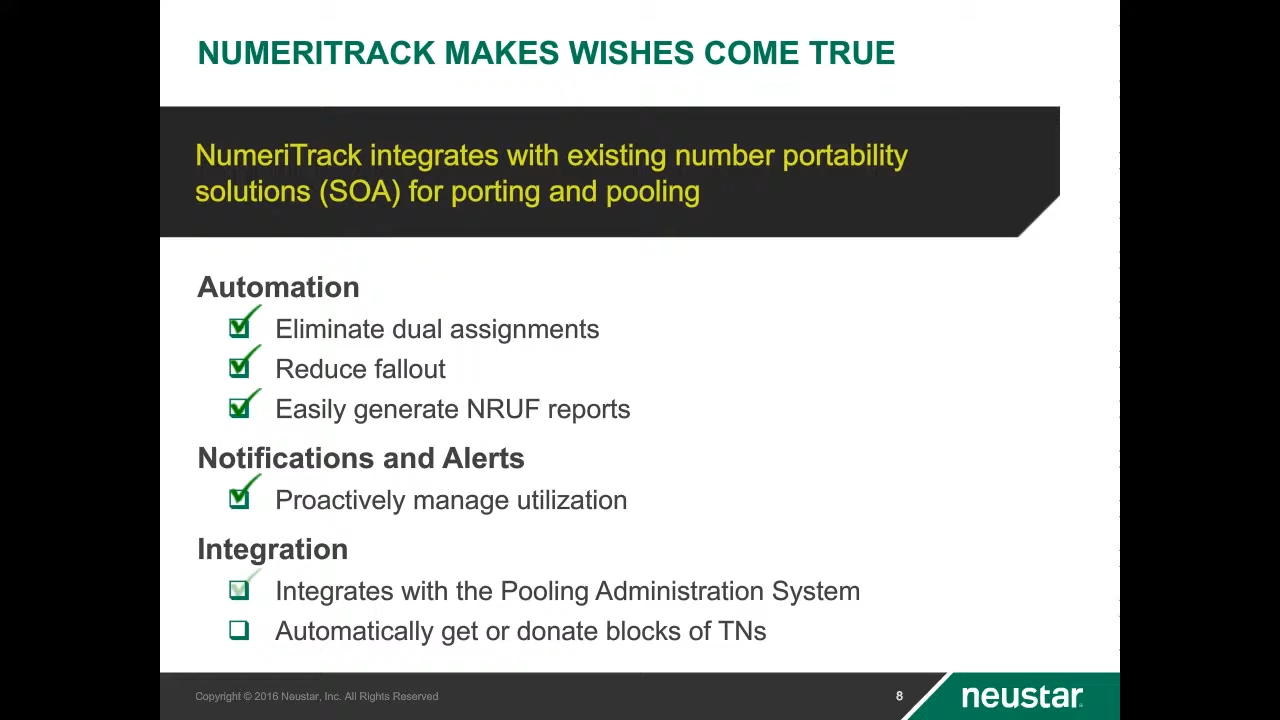 NUMERITRACK MAKES WISHES COME TRUE
NumeriTrack integrates with existing number portability
solutions (SOA) for porting and pooling
Automation
Eliminate dual assignments
Reduce fallout
Easily generate NRUF reports
Notifications and Alerts
Proactively manage utilization
Integration
Integrates with the Pooling Administration System
Automatically get or donate blocks of TNs
Copyright © 2016 Neustar, Inc. All Rights Reserved
8
neustar